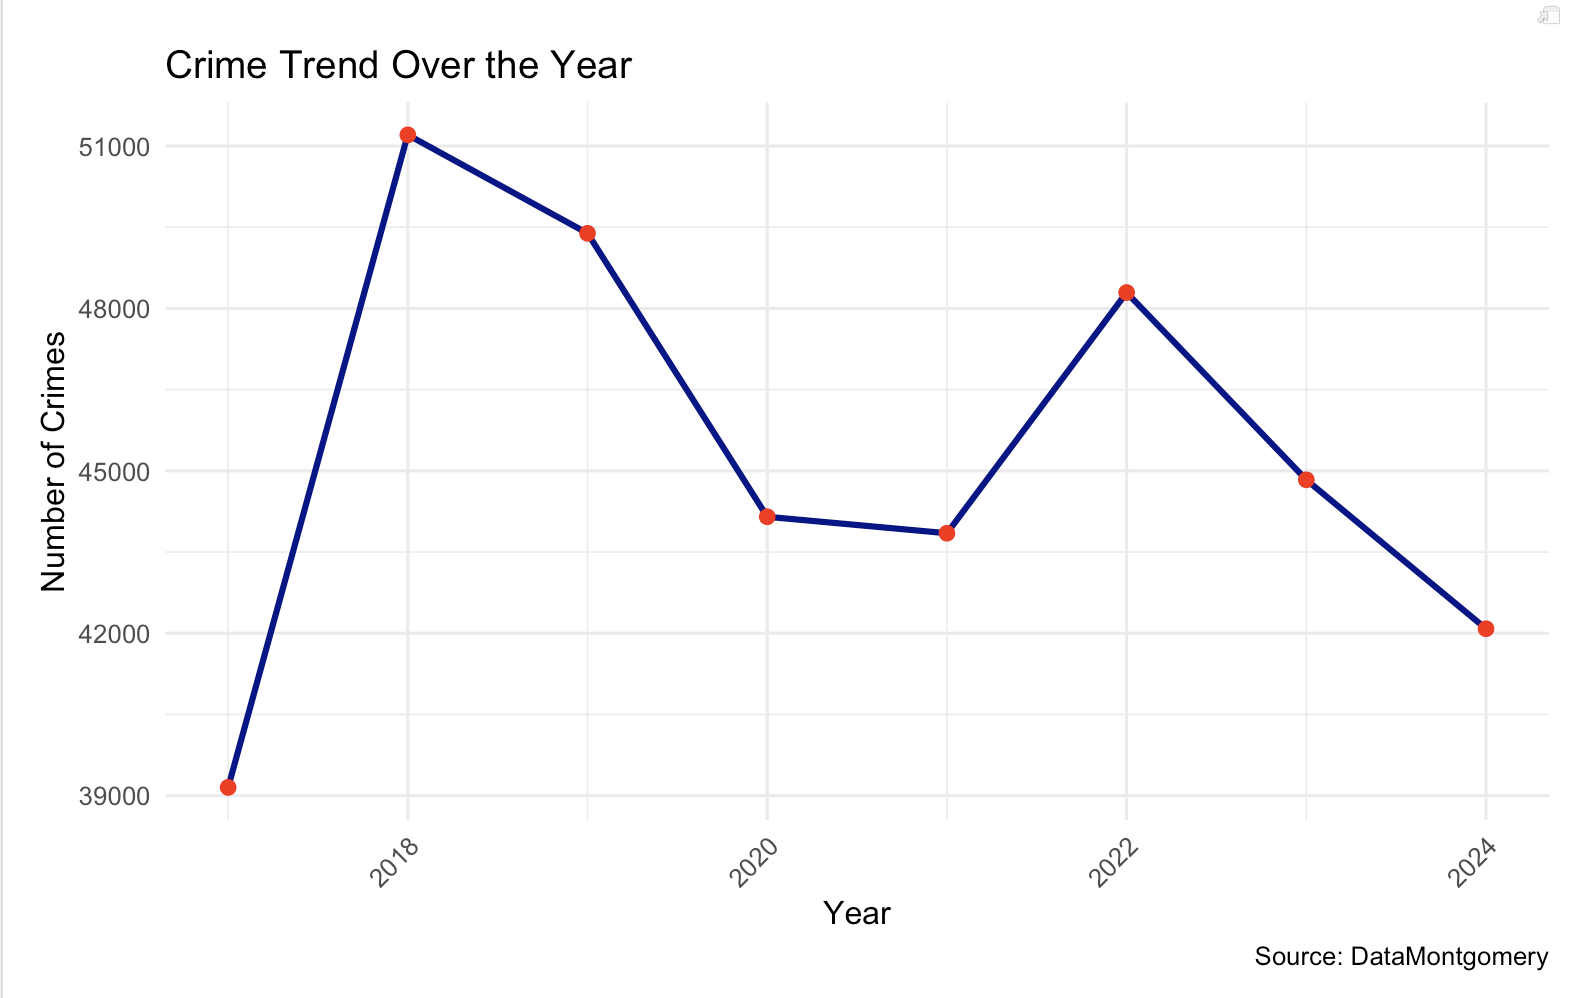 Crime Trend Over the Year
51000
48000
45000
42000
39000
Number of Crimes
2018
2020
2022
2024
Year
Source: DataMontgomery